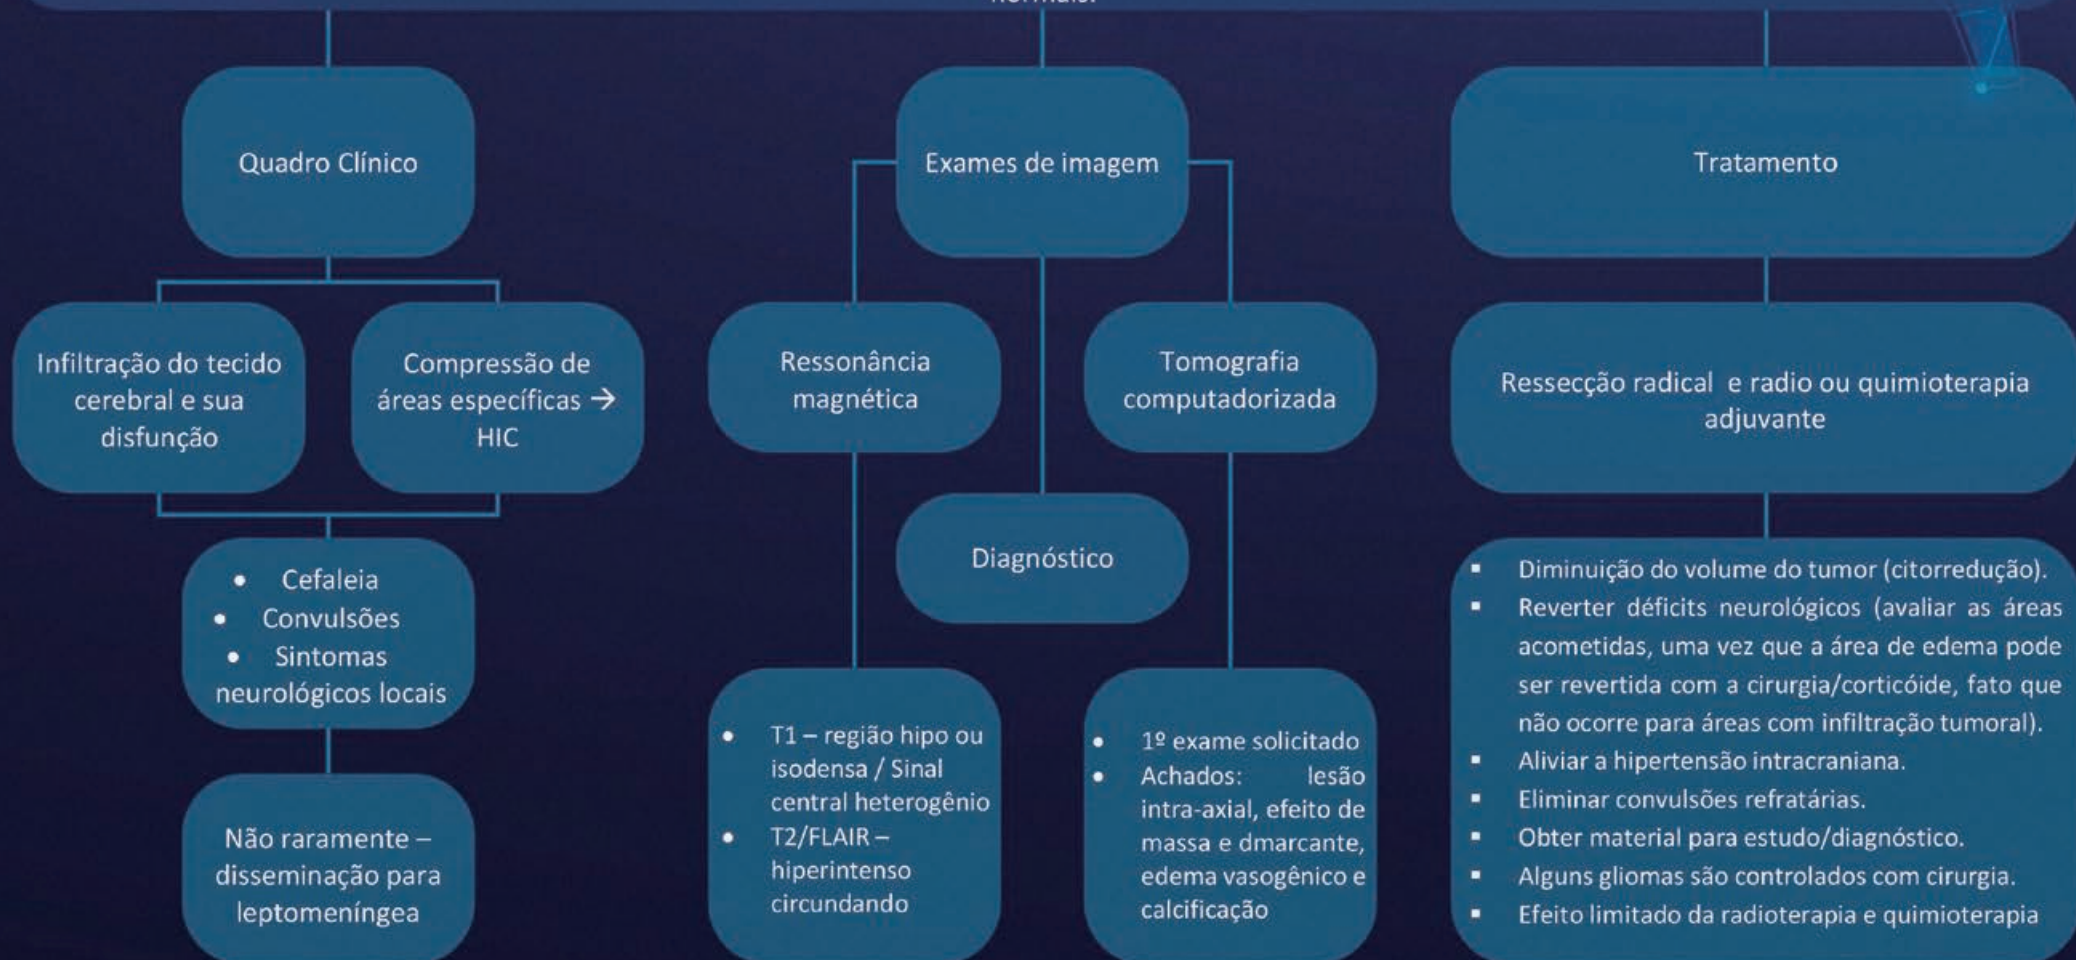 normais.
Quadro Clínico
Infiltração do tecido
cerebral e sua
disfunção
Compressão de
áreas específicas →
HIC
• Cefaleia
• Convulsões
• Sintomas
neurológicos locais
Não raramente –
disseminação para
leptomeníngea
Exames de imagem
Ressonância
magnética
Tomografia
computadorizada
Diagnóstico
• T1 – região hipo ou
isodensa / Sinal
central heterogênio
• T2/FLAIR –
hiperintenso
circundando
• 1º exame solicitado
• Achados: lesão
intra-axial, efeito de
massa e dmarcante,
edema vasogênico e
calcificação
Tratamento
Ressecção radical e radio ou quimioterapia
adjuvante
▪ Diminuição do volume do tumor (citorredução).
▪ Reverter déficits neurológicos (avaliar as áreas
acometidas, uma vez que a área de edema pode
ser revertida com a cirurgia/corticóide, fato que
não ocorre para áreas com infiltração tumoral).
▪ Aliviar a hipertensão intracraniana.
▪ Eliminar convulsões refratárias.
▪ Obter material para estudo/diagnóstico.
▪ Alguns gliomas são controlados com cirurgia.
▪ Efeito limitado da radioterapia e quimioterapia